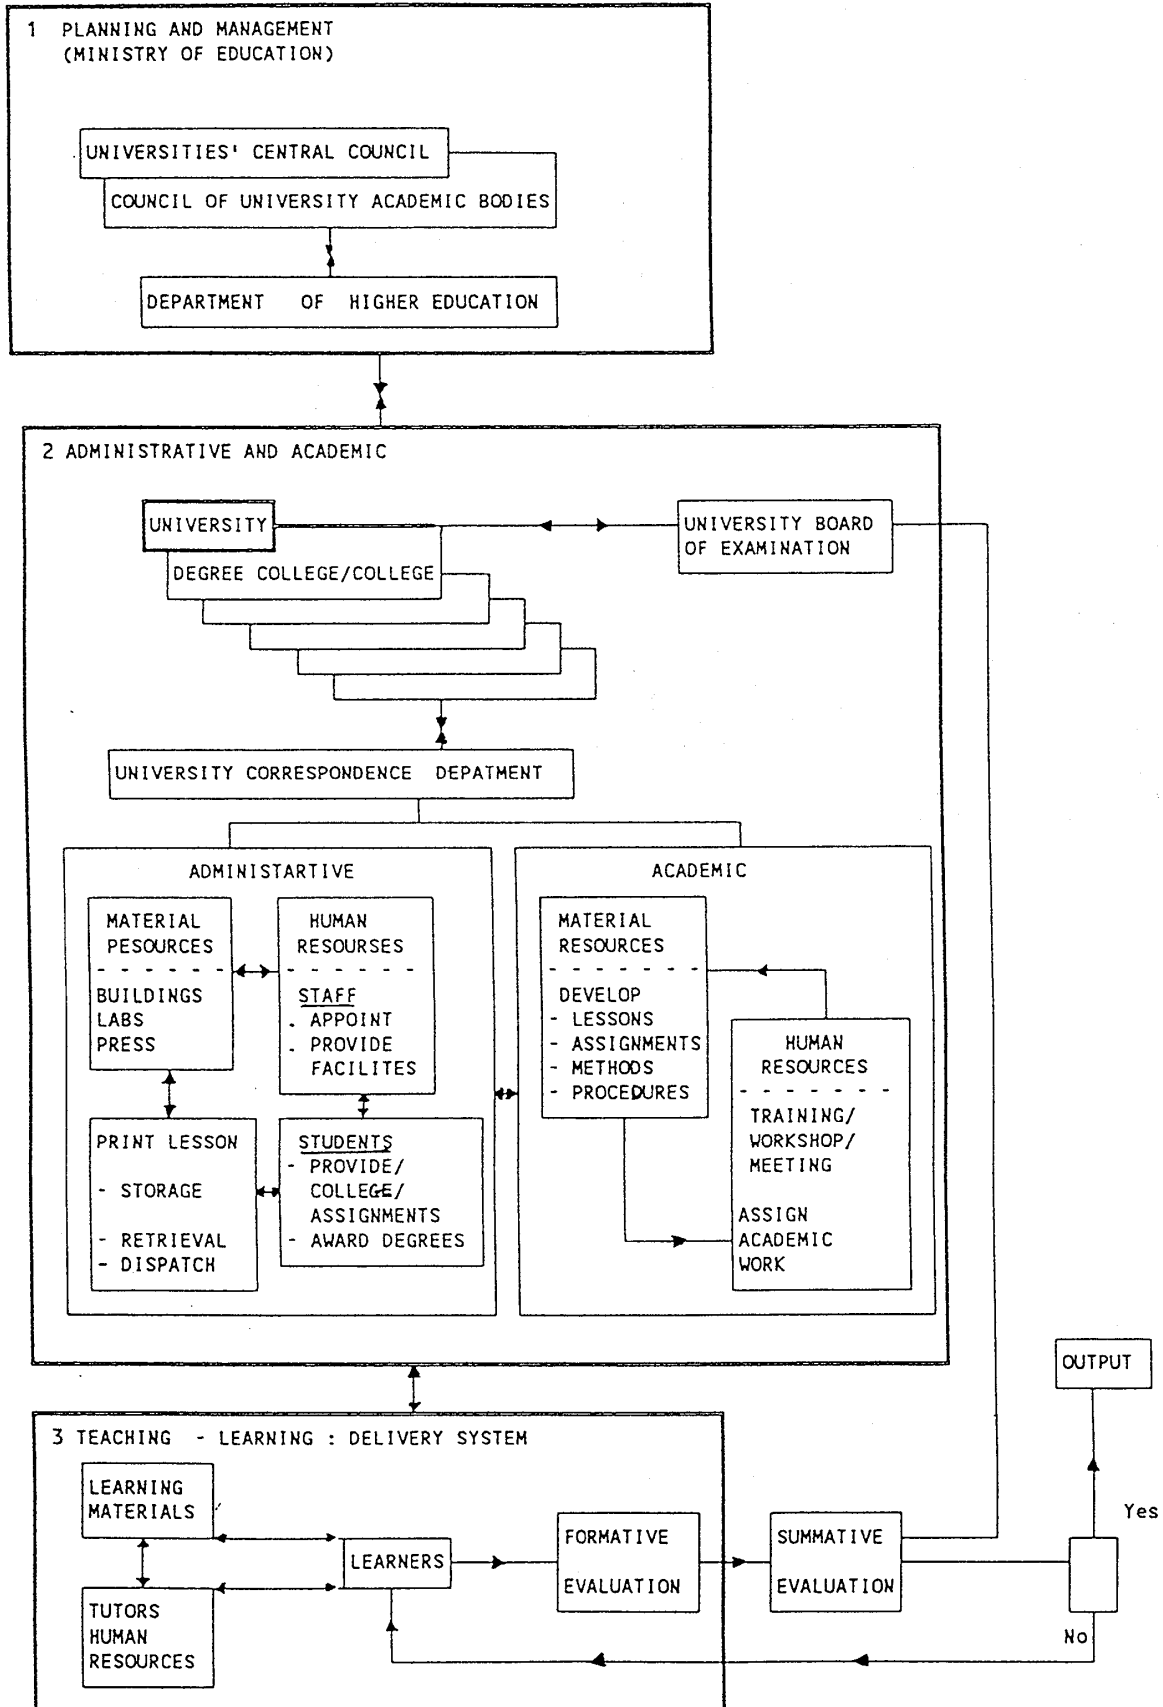 1 PLANNING AND MANAGEMENT
(MINISTRY OF EDUCATION)
UNIVERSITIES' CENTRAL COUNCIL
COUNCIL OF UNIVERSITY ACADEMIC BODIES
DEPARTMENT OF HIGHER EDUCATION
2 ADMINISTRATIVE AND ACADEMIC
UNIVERSITY
UNIVERSITY BOARD
OF EXAMINATION
DEGREE COLLEGE/COLLEGE
UNIVERSITY CORRESPONDENCE DEPATMENT
ADMINISTARTIVE
MATERIAL
PESOURCES
BUILDINGS
LABS
PRESS
HUMAN
RESOURSES
STAFF
. APPOINT
. PROVIDE
FACILITES
PRINT LESSON
- STORAGE
- RETRIEVAL
- DISPATCH
STUDENTS
- PROVIDE/
COLLEGE/
ASSIGNMENTS
- AWARD DEGREES
ACADEMIC
MATERIAL
RESOURCES
DEVELOP
- LESSONS
- ASSIGNMENTS
- METHODS
- PROCEDURES
HUMAN
RESOURCES
TRAINING/
WORKSHOP/
MEETING
ASSIGN
ACADEMIC
WORK
3 TEACHING - LEARNING : DELIVERY SYSTEM
LEARNING
MATERIALS
TUTORS
HUMAN
RESOURCES
LEARNERS
FORMATIVE
EVALUATION
SUMMATIVE
EVALUATION
OUTPUT
Yes
No